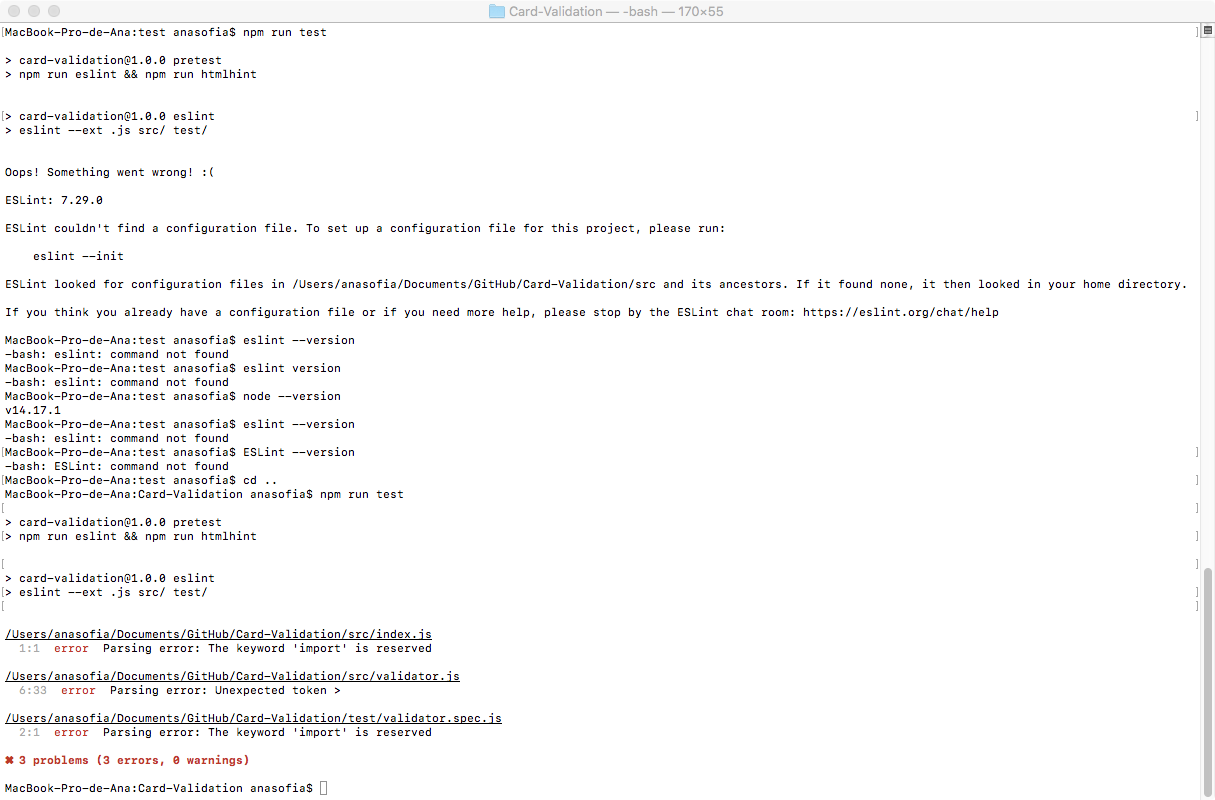 Card-Validation — -bash — 170×55
MacBook-Pro-de-Ana:test anasofia$ npm run test
> card-validation@1.0.0 pretest
> npm run eslint && npm run htmlhint
> card-validation@1.0.0 eslint
> eslint --ext .js src/ test/
Oops! Something went wrong! :(
ESLint: 7.29.0
ESLint couldn't find a configuration file. To set up a configuration file for this project, please run:
eslint --init
ESLint looked for configuration files in /Users/anasofia/Documents/GitHub/Card-Validation/src and its ancestors. If it found none, it then looked in your home directory.
If you think you already have a configuration file or if you need more help, please stop by the ESLint chat room: https://eslint.org/chat/help
MacBook-Pro-de-Ana:test anasofia$ eslint --version
-bash: eslint: command not found
MacBook-Pro-de-Ana:test anasofia$ eslint version
-bash: eslint: command not found
MacBook-Pro-de-Ana:test anasofia$ node --version
v14.17.1
MacBook-Pro-de-Ana:test anasofia$ eslint --version
-bash: eslint: command not found
MacBook-Pro-de-Ana:test anasofia$ ESLint --version
-bash: ESLint: command not found
MacBook-Pro-de-Ana:test anasofia$ cd ..
MacBook-Pro-de-Ana:Card-Validation anasofia$ npm run test
> card-validation@1.0.0 pretest
> npm run eslint && npm run htmlhint
> card-validation@1.0.0 eslint
> eslint --ext .js src/ test/
/Users/anasofia/Documents/GitHub/Card-Validation/src/index.js
1:1 error Parsing error: The keyword 'import' is reserved
/Users/anasofia/Documents/GitHub/Card-Validation/src/validator.js
6:33 error Parsing error: Unexpected token >
/Users/anasofia/Documents/GitHub/Card-Validation/test/validator.spec.js
2:1 error Parsing error: The keyword 'import' is reserved
✖ 3 problems (3 errors, 0 warnings)
MacBook-Pro-de-Ana:Card-Validation anasofia$